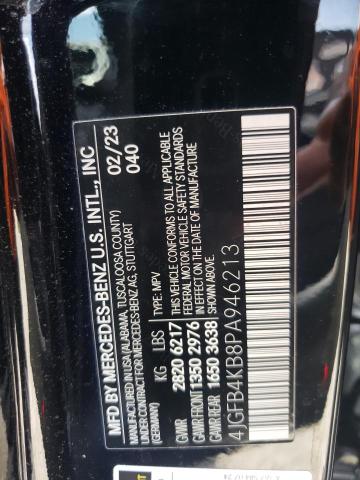 MFD BY MERCEDES-BENZ U.S. INTL., INC
MANUFACTURED IN USA (ALABAMA, TUSCALOOSA COUNTY)
UNDER CONTRACT FOR MERCEDES-BENZ AG, STUTTGART
(GERMANY)
02/23
040
TYPE: MPV
KG LBS
GVWR 2820 6217
GAWR FRONT 1350 2976
GAWR REAR 1650 3638
THIS VEHICLE CONFORMS TO ALL APPLICABLE
FEDERAL MOTOR VEHICLE SAFETY STANDARDS
IN EFFECT ON THE DATE OF MANUFACTURE
SHOWN ABOVE.
4JGFB4KB8PA946213